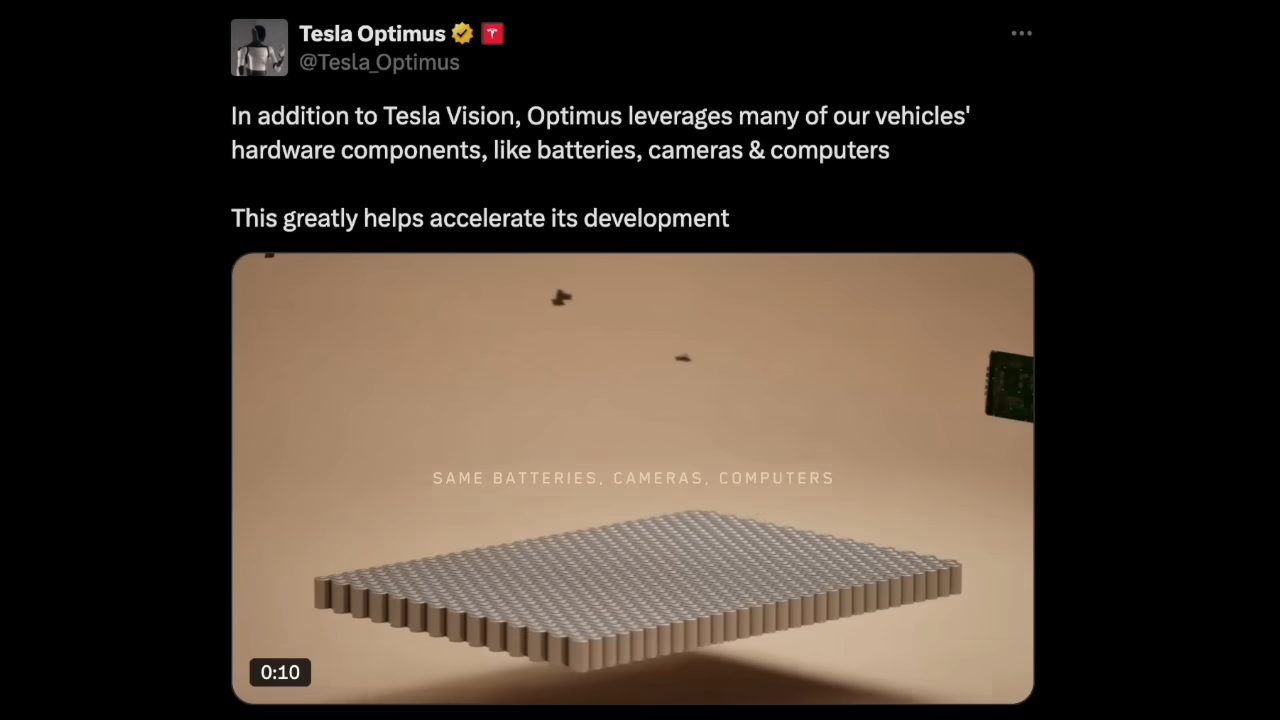 Tesla Optimus
@Tesla_Optimus
In addition to Tesla Vision, Optimus leverages many of our vehicles'
hardware components, like batteries, cameras & computers
This greatly helps accelerate its development
SAME BATTERIES, CAMERAS, COMPUTERS
0:10